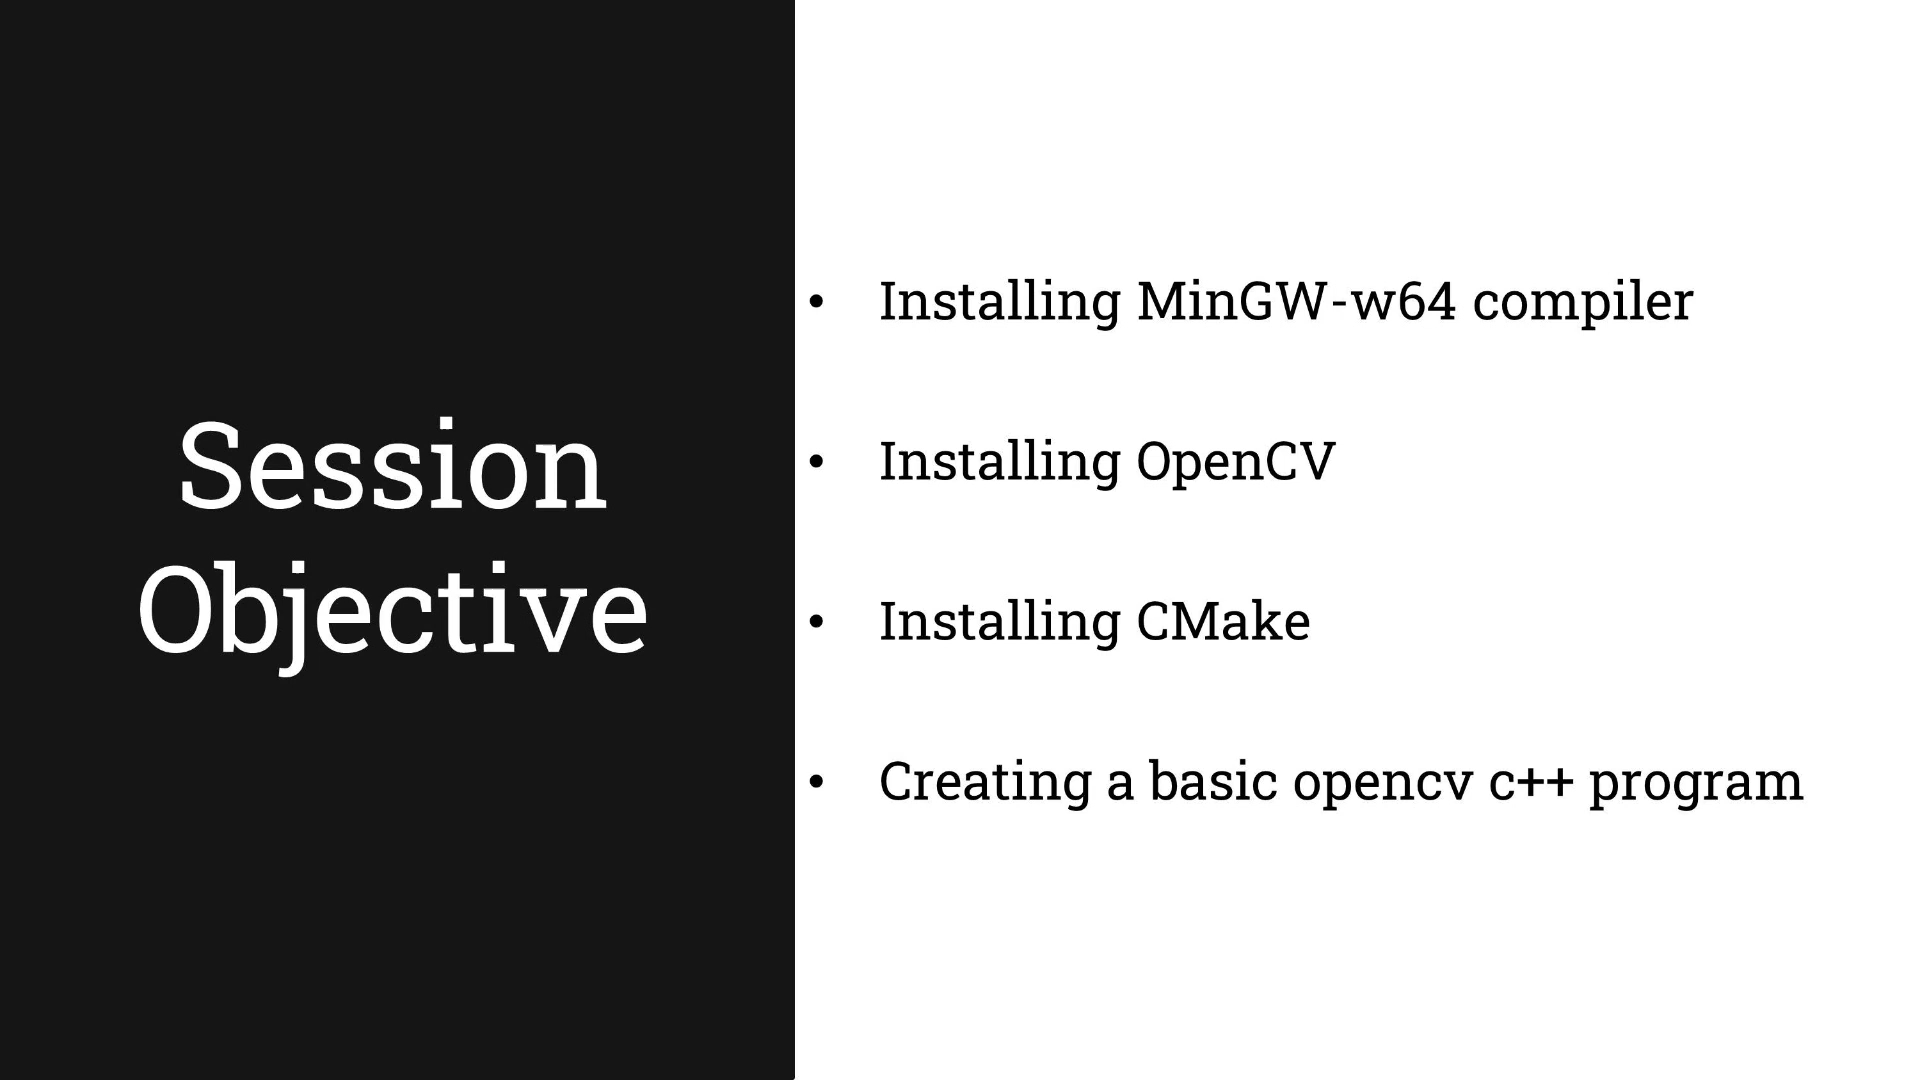 Session
Objective
• Installing MinGW-w64 compiler
• Installing OpenCV
• Installing CMake
• Creating a basic opencv c++ program